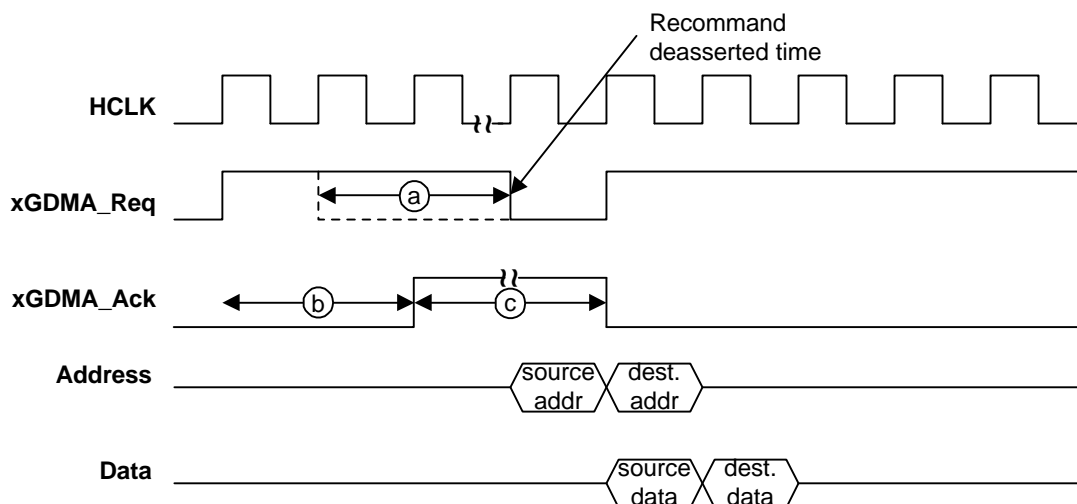 Recommand
deasserted time
HCLK
xGDMA_Req
a
xGDMA_Ack
b
c
Address
source
addr
dest.
addr
Data
source
data
dest.
data